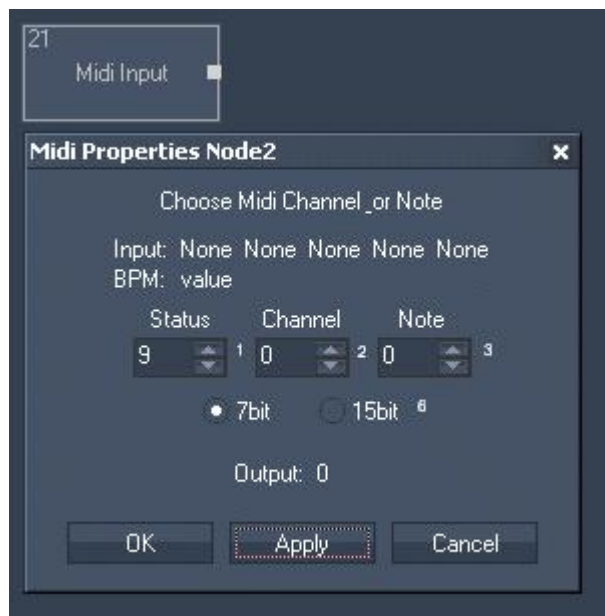 21
Midi Input
Midi Properties Node2 x
Choose Midi Channel _or Note
Input: None None None None None
BPM: value
Status Channel Note
9 1 0 2 0 3
7bit 15bit 6
Output: 0
OK Apply Cancel